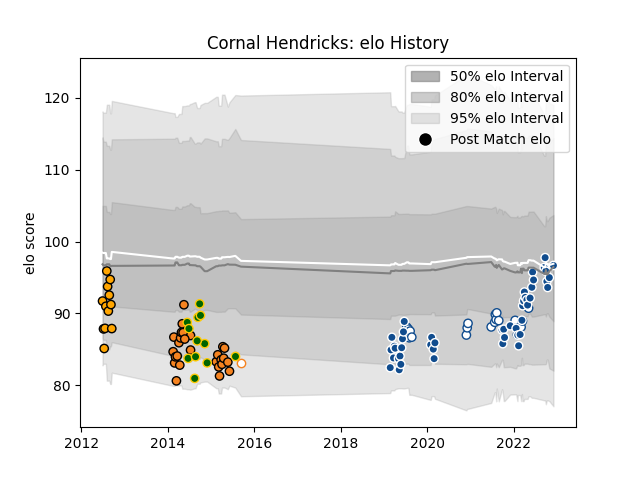 Cornal Hendricks: elo History
50% elo Interval
80% elo Interval
95% elo Interval
Post Match elo
elo score
120
110
100
90
80
2012
2014
2016
2018
2020
2022